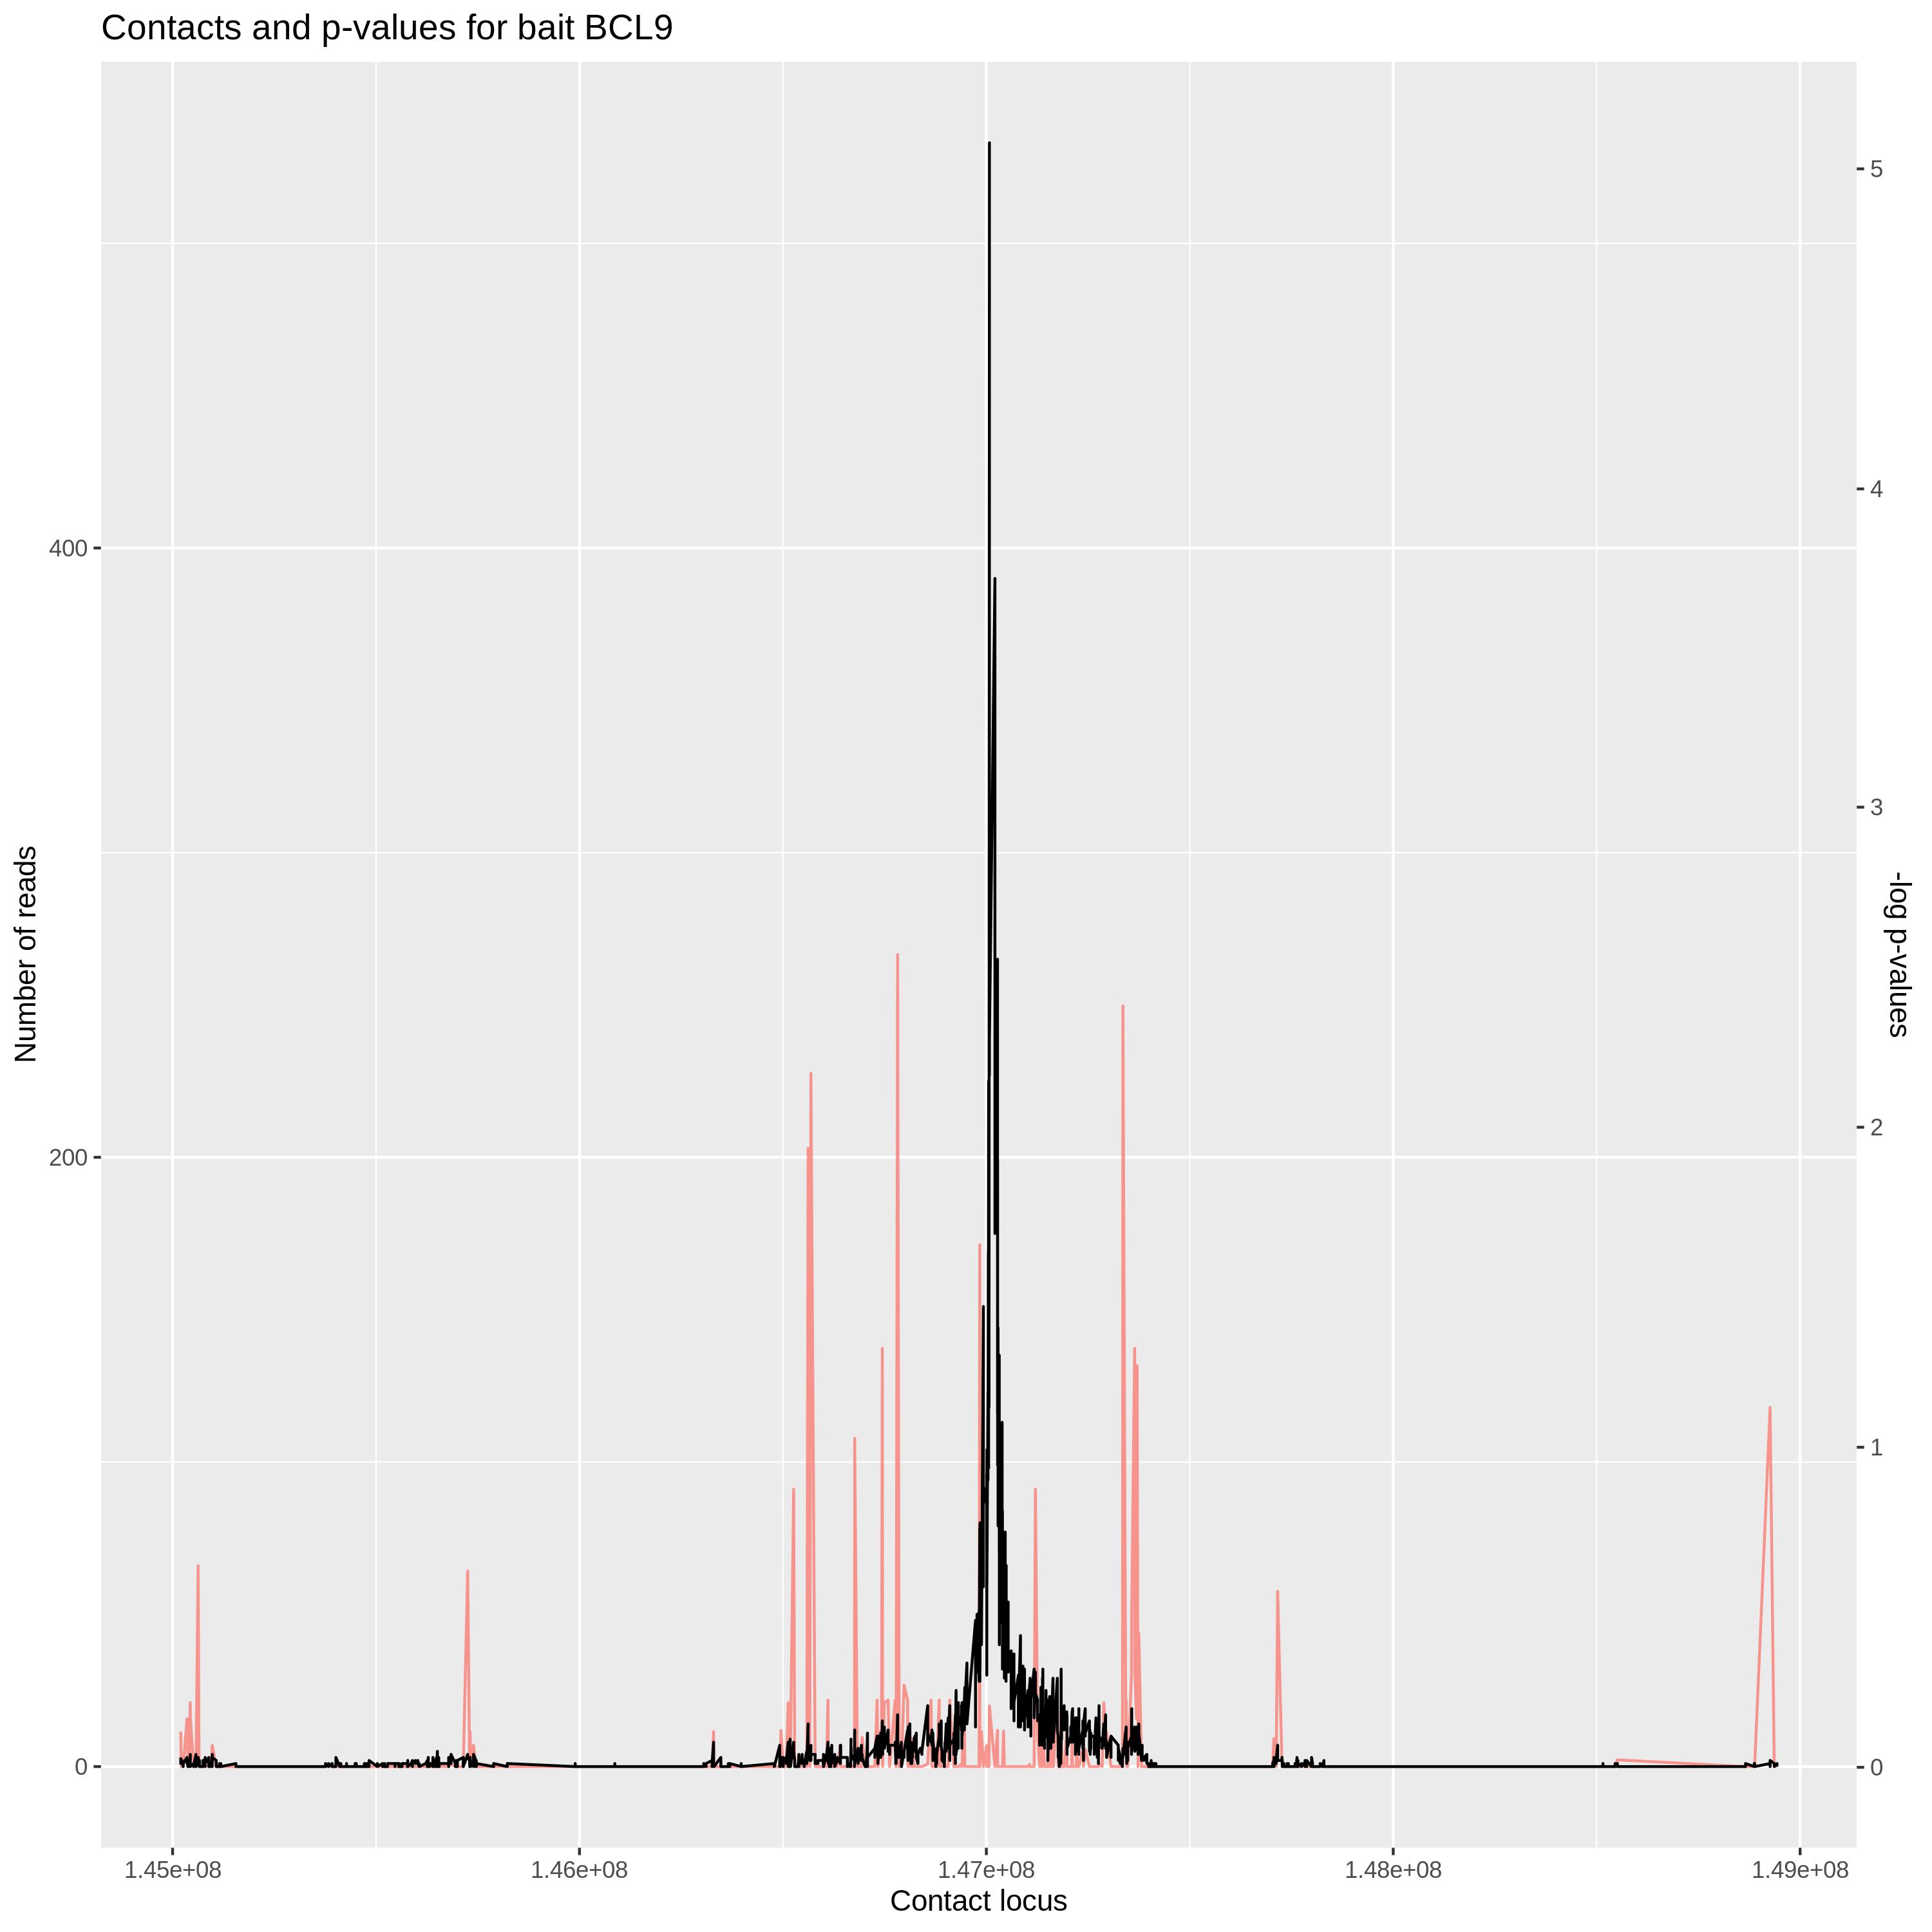 Contacts and p-values for bait BCL9
Number of reads
400
200
0
5
4
3
2
1
0
-log p-values
1.45e+08 1.46e+08 1.47e+08 1.48e+08 1.49e+08
Contact locus